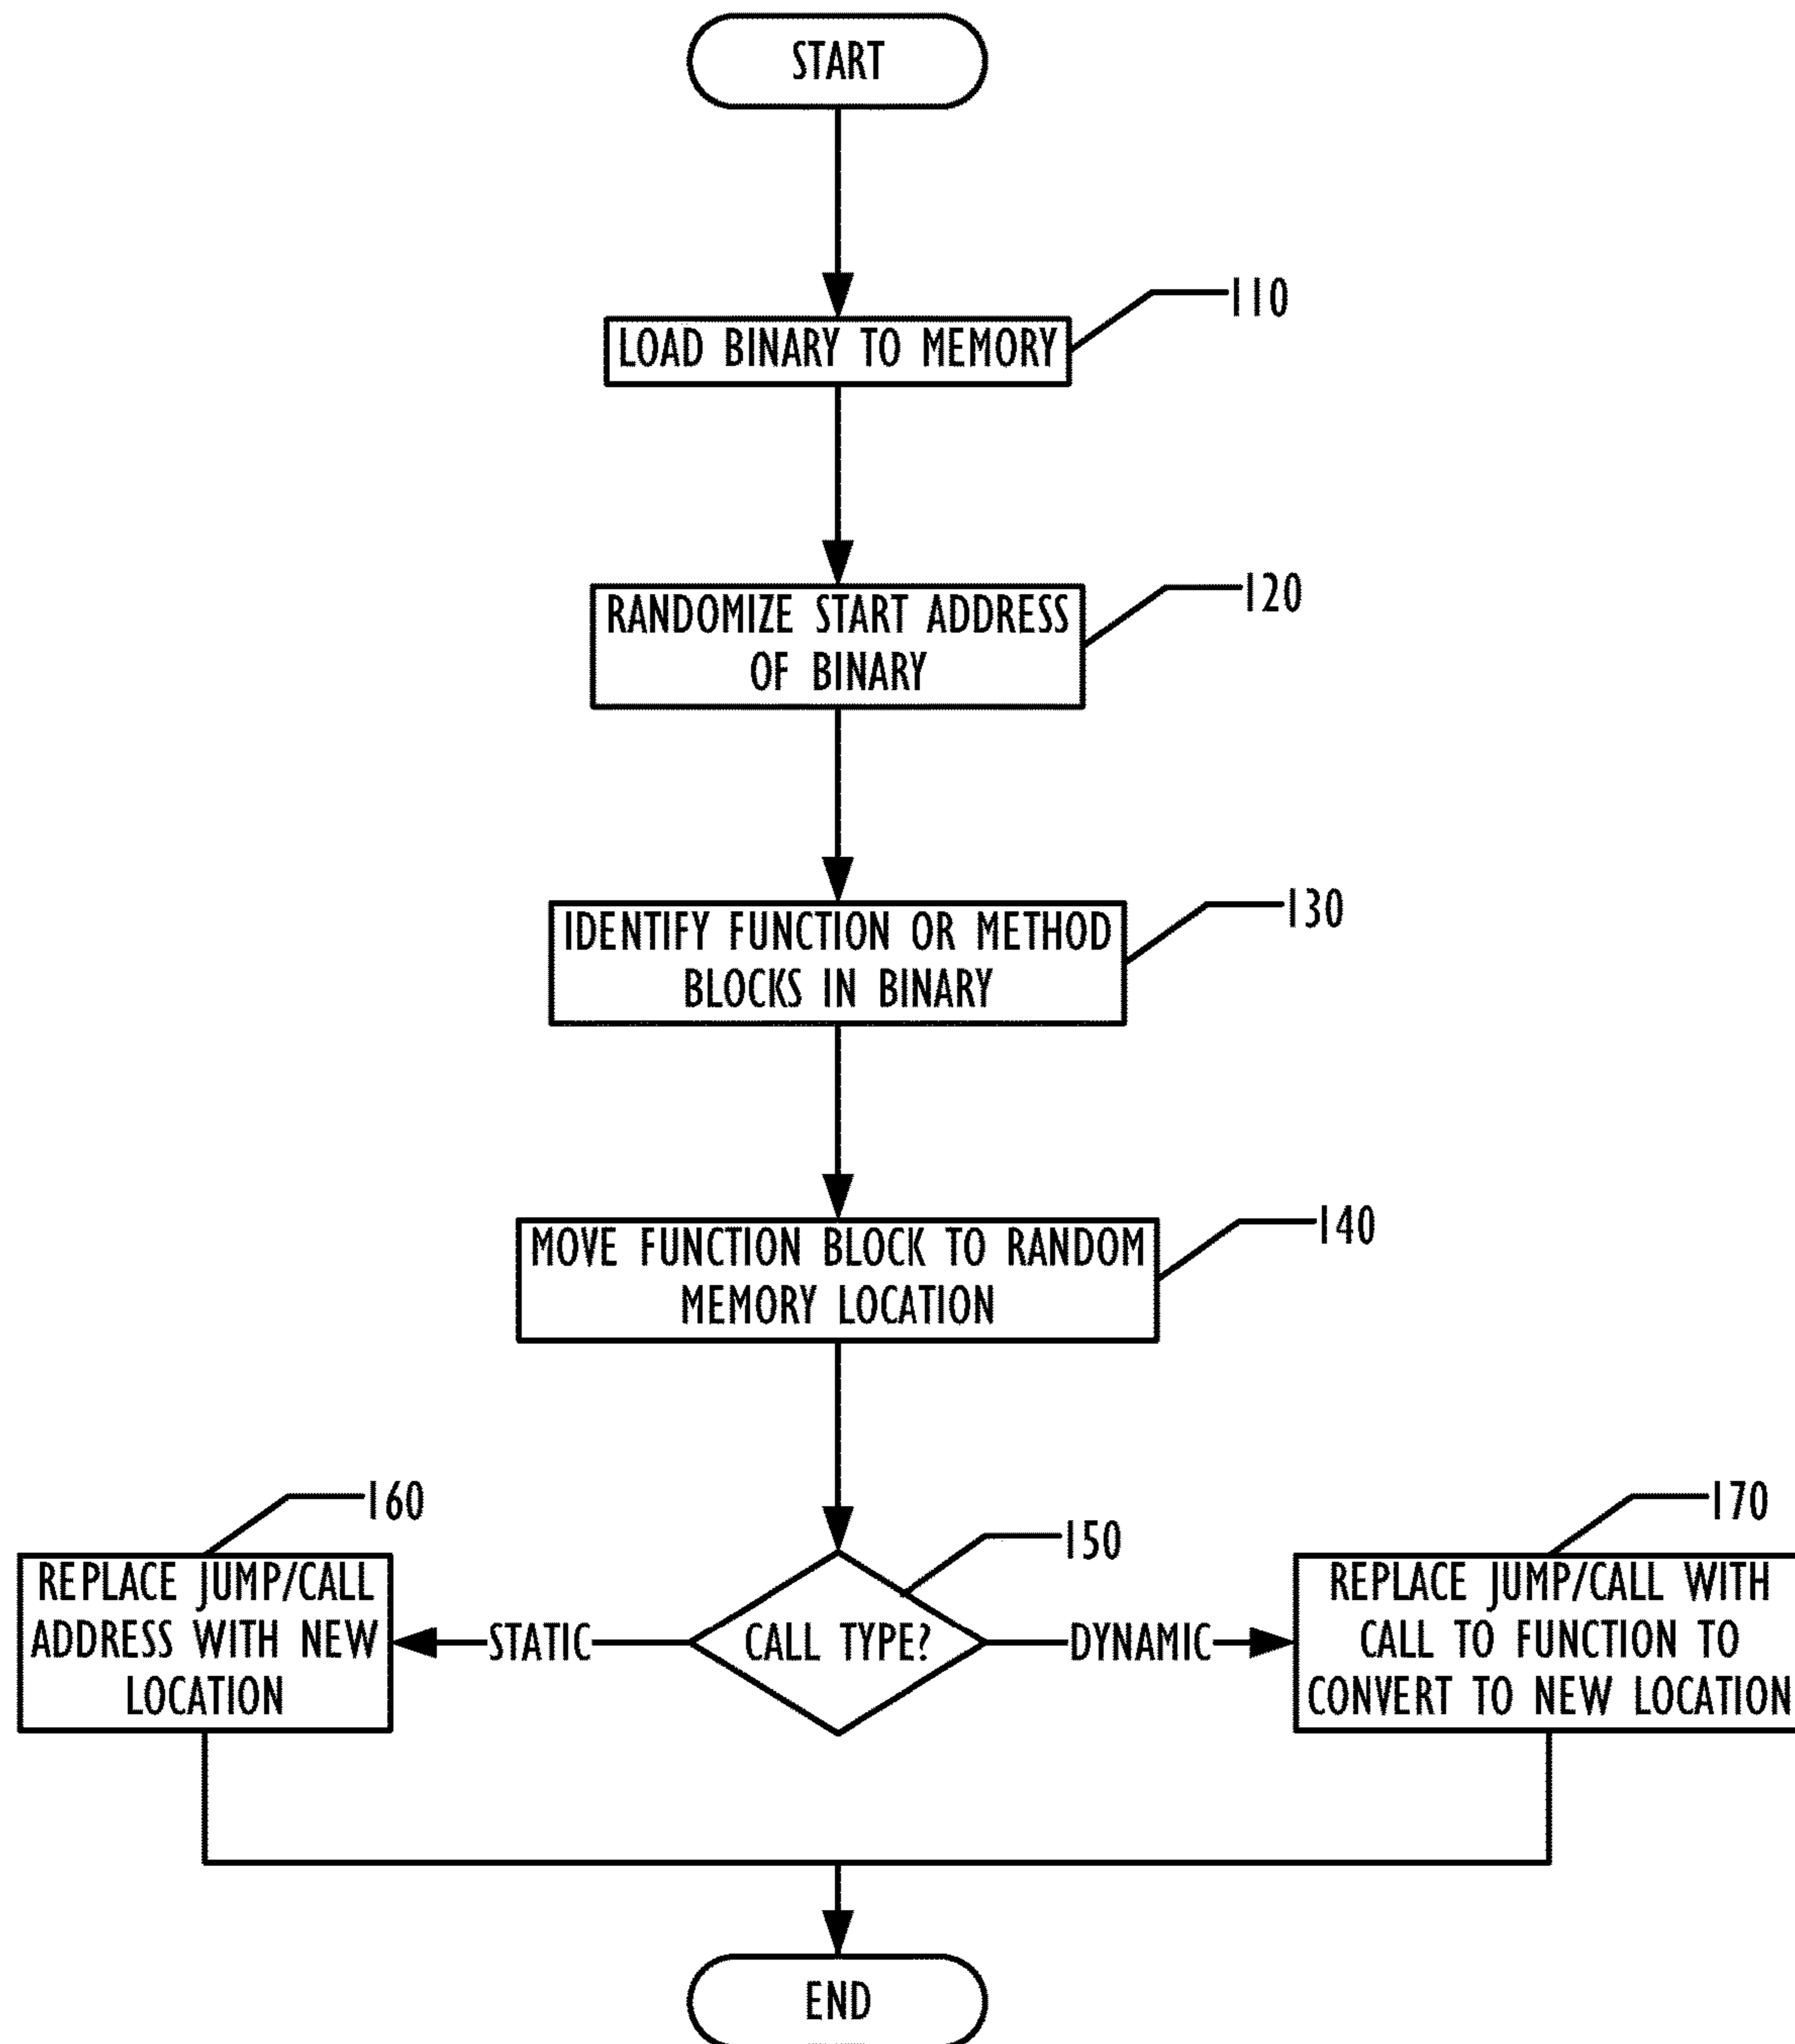 START
110
LOAD BINARY TO MEMORY
120
RANDOMIZE START ADDRESS
OF BINARY
130
IDENTIFY FUNCTION OR METHOD
BLOCKS IN BINARY
140
MOVE FUNCTION BLOCK TO RANDOM
MEMORY LOCATION
160
REPLACE JUMP/CALL
ADDRESS WITH NEW
LOCATION
STATIC
150
CALL TYPE?
DYNAMIC
170
REPLACE JUMP/CALL WITH
CALL TO FUNCTION TO
CONVERT TO NEW LOCATION
END